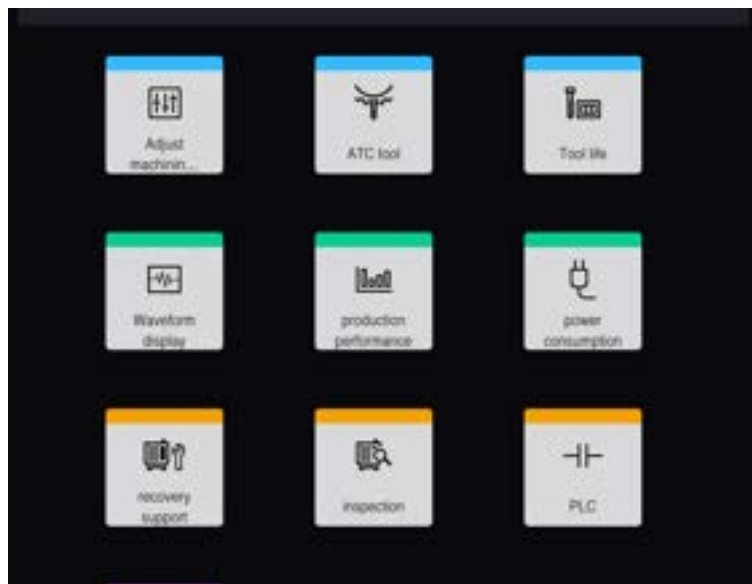 Adjust
machinin...
ATC tool
Tool life
Waveform
display
production
performance
power
consumption
recovery
support
inspection
PLC